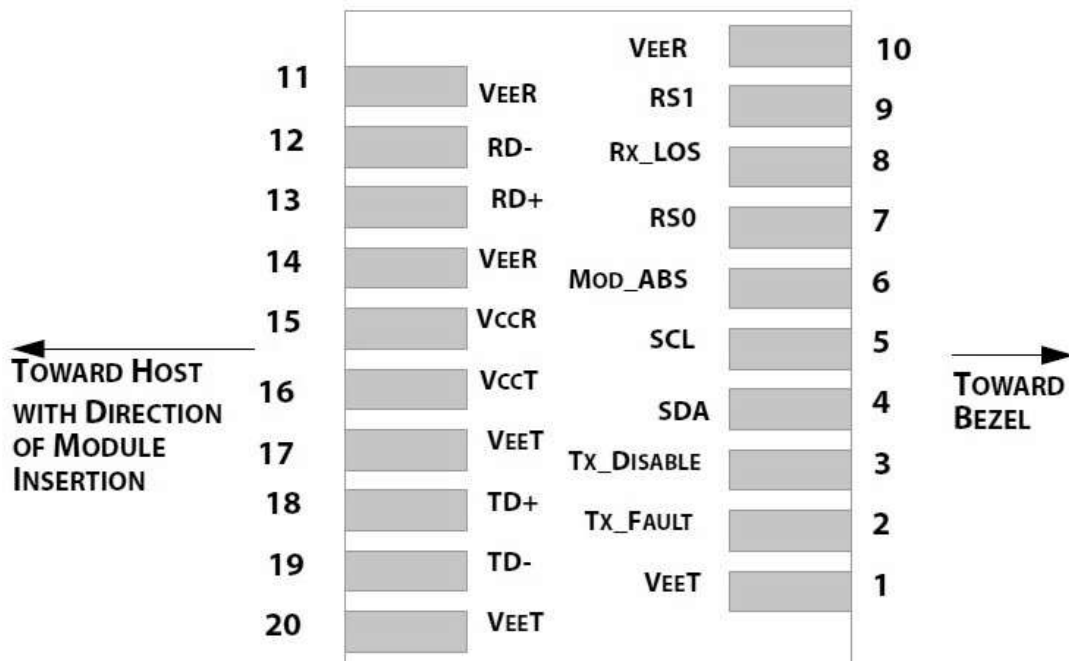 VEER 10
11 VEER
RS1 9
12 RD-
RX_LOS 8
13 RD+
RS0 7
14 VEER
MOD_ABS 6
15 VCCR
SCL 5
TOWARD HOST
WITH DIRECTION
OF MODULE
INSERTION
TOWARD
BEZEL
16 VCCT
SDA 4
17 VEET
TX_DISABLE 3
18 TD+
TX_FAULT 2
19 TD-
VEET 1
20 VEET